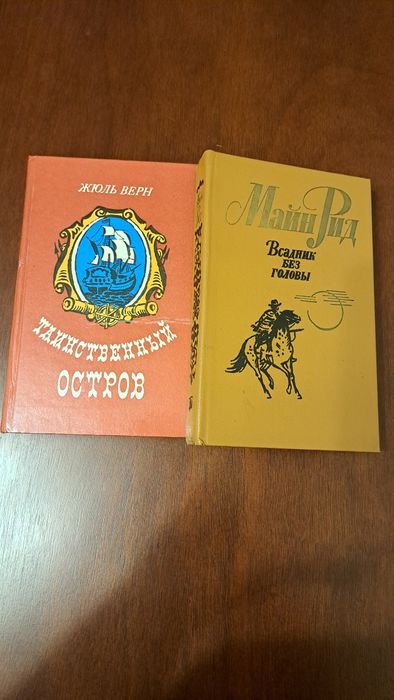 ЖЮЛЬ ВЕРН
ТАИНСТВЕННЫЙ
ОСТРОВ
Майн Рид
Всадник
без
головы